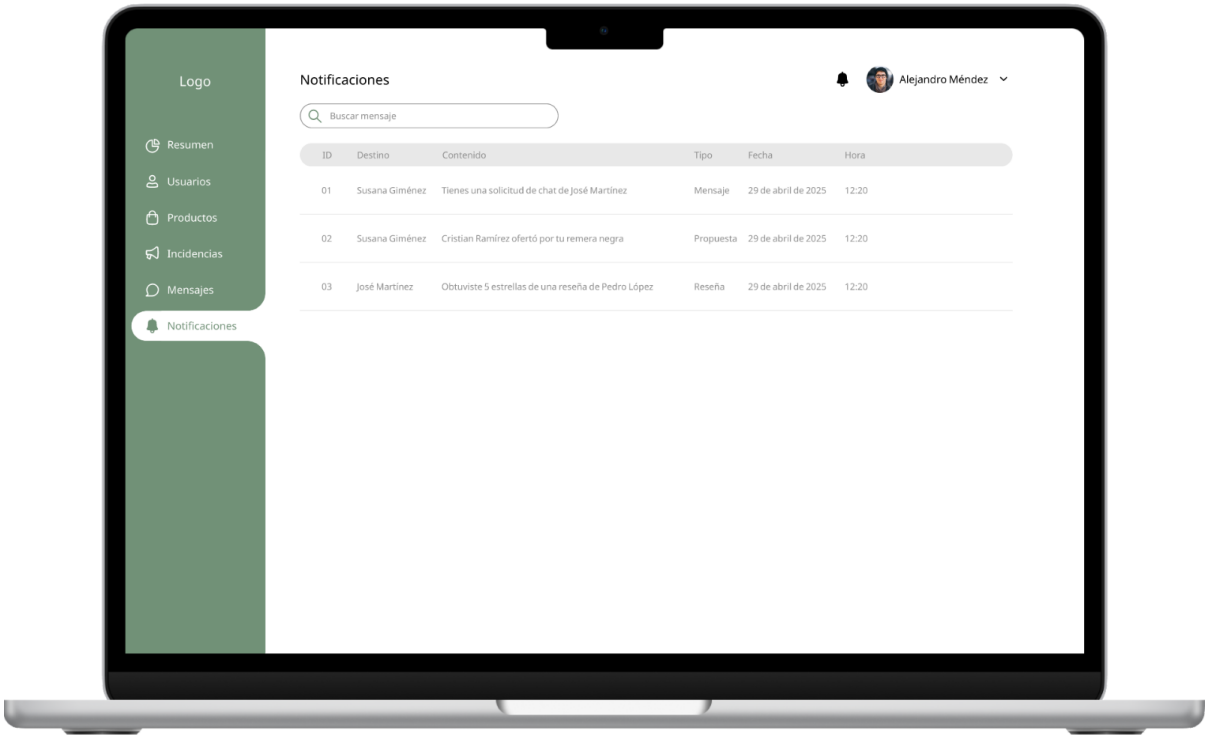 Logo
Resumen
Usuarios
Productos
Incidencias
Mensajes
Notificaciones
Notificaciones
Alejandro Méndez
Buscar mensaje
ID Destino Contenido Tipo Fecha Hora
01 Susana Giménez Tienes una solicitud de chat de José Martínez Mensaje 29 de abril de 2025 12:20
02 Susana Giménez Cristian Ramírez ofertó por tu remera negra Propuesta 29 de abril de 2025 12:20
03 José Martinez Obtuviste 5 estrellas de una reseña de Pedro López Reseña 29 de abril de 2025 12:20